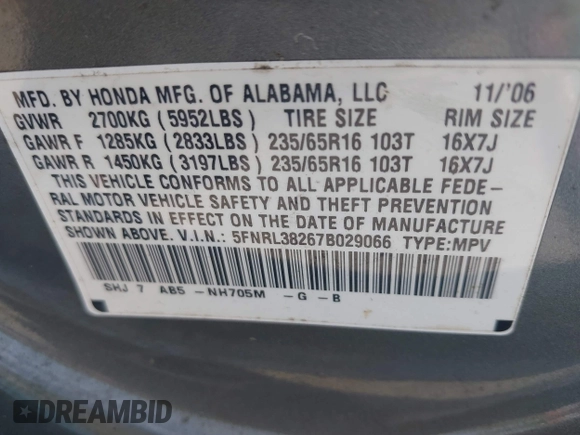 MFD. BY HONDA MFG. OF ALABAMA, LLC 11/'06
GVWR 2700KG (5952LBS) TIRE SIZE RIM SIZE
GAWR F 1285KG (2833LBS) 235/65R16 103T 16X7J
GAWR R 1450KG (3197LBS) 235/65R16 103T 16X7J
THIS VEHICLE CONFORMS TO ALL APPLICABLE FEDE-
RAL MOTOR VEHICLE SAFETY AND THEFT PREVENTION
STANDARDS IN EFFECT ON THE DATE OF MANUFACTURE
SHOWN ABOVE. V.I.N.: 5FNRL38267B029066 TYPE:MPV
SHJ 7 AB5 -NH705M -G -B
DREAMBID